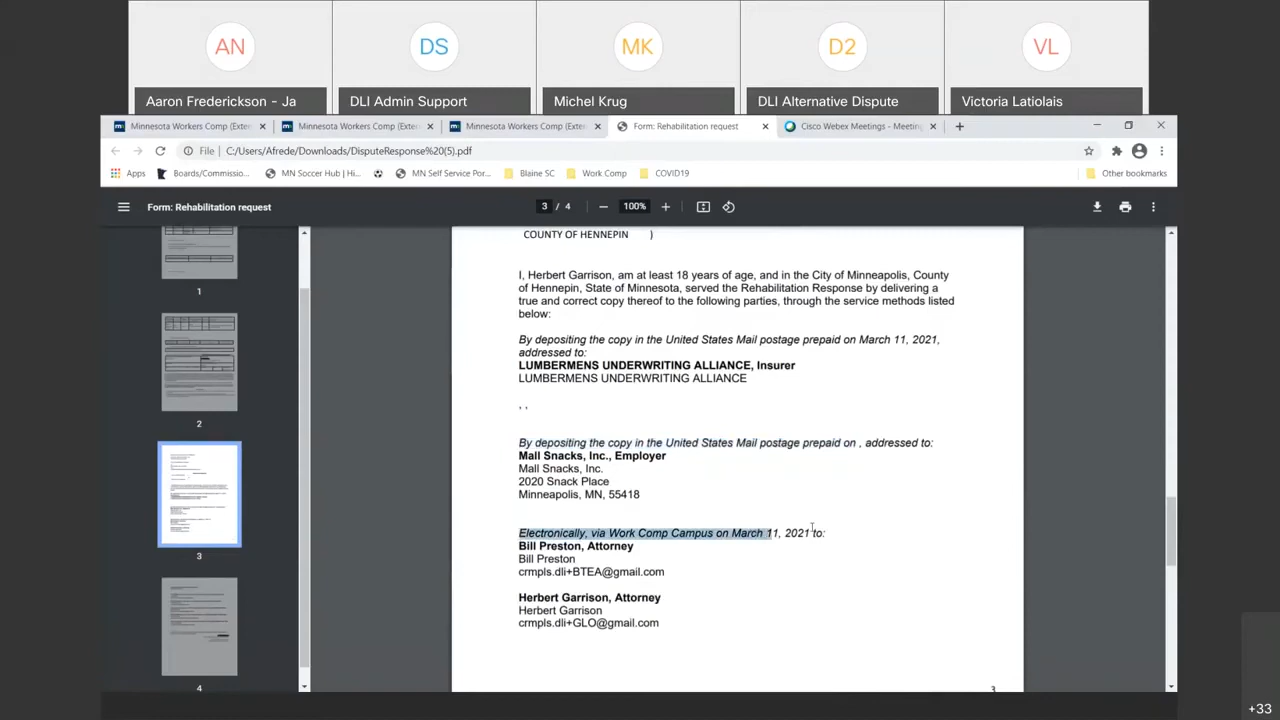 AN
DS
MK
D2
VL
Aaron Frederickson - Ja
DLI Admin Support
Michel Krug
DLI Alternative Dispute
Victoria Latiolais
Minnesota Workers Comp (Exter
Minnesota Workers Comp (Exter
Minnesota Workers Comp (Exter
Form: Rehabilitation request
Cisco Webex Meetings - Meetin
File C:/Users/Afrede/Downloads/DisputeResponse%20(5).pdf
Apps
Boards/Commissio...
MN Soccer Hub | Hi...
MN Self Service Por...
Blaine SC
Work Comp
COVID19
Other bookmarks
Form: Rehabilitation request
3 / 4
100%
1
2
3
4
COUNTY OF HENNEPIN )
I, Herbert Garrison, am at least 18 years of age, and in the City of Minneapolis, County
of Hennepin, State of Minnesota, served the Rehabilitation Response by delivering a
true and correct copy thereof to the following parties, through the service methods listed
below:
By depositing the copy in the United States Mail postage prepaid on March 11, 2021,
addressed to:
LUMBERMENS UNDERWRITING ALLIANCE, Insurer
LUMBERMENS UNDERWRITING ALLIANCE
, ,
By depositing the copy in the United States Mail postage prepaid on , addressed to:
Mall Snacks, Inc., Employer
Mall Snacks, Inc.
2020 Snack Place
Minneapolis, MN, 55418
Electronically, via Work Comp Campus on March 11, 2021 to:
Bill Preston, Attorney
Bill Preston
crmpls.dli+BTEA@gmail.com
Herbert Garrison, Attorney
Herbert Garrison
crmpls.dli+GLO@gmail.com
3
+33